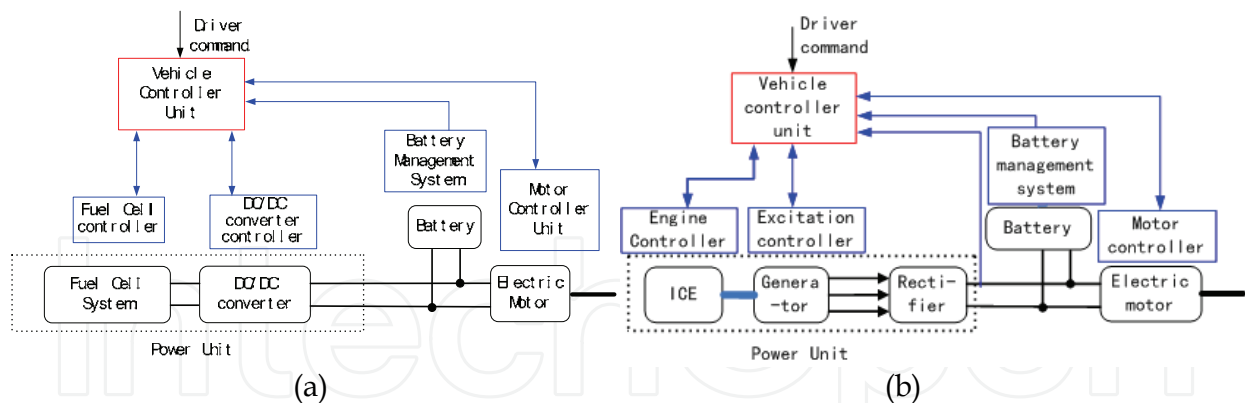 Driver
command
Vehicle
Controller
Unit
Battery
Management
System
Motor
Controller
Unit
Fuel Cell
controller
DC/DC
converter
controller
Battery
Fuel Cell
System
DC/DC
converter
Electric
Motor
Power Unit
(a)
Driver
command
Vehicle
controller
unit
Battery
management
system
Engine
Controller
Excitation
controller
Motor
controller
Battery
ICE
Genera
-tor
Recti-
fier
Electric
motor
Power Unit
(b)
intechopen